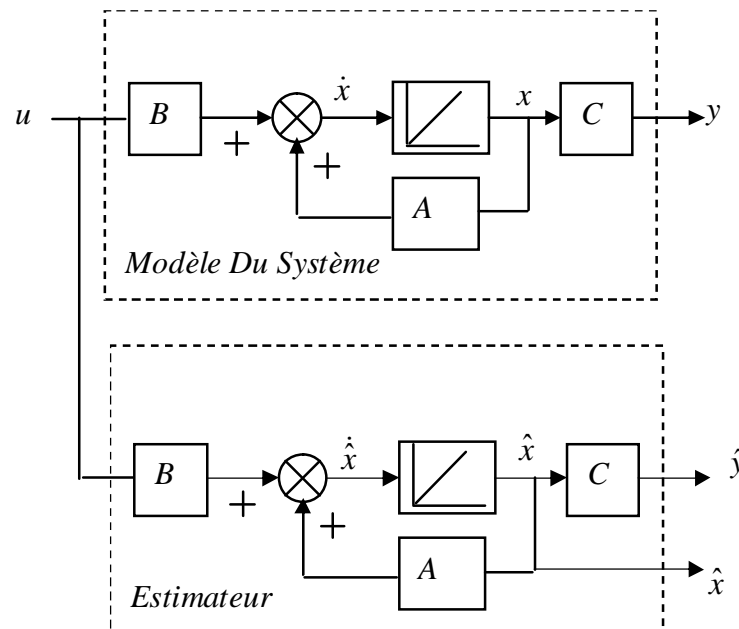 ẋ
u B x C y
+ +
A
Modèle Du Système
x̂̇ x̂ ŷ
B C
+ +
A x̂
Estimateur